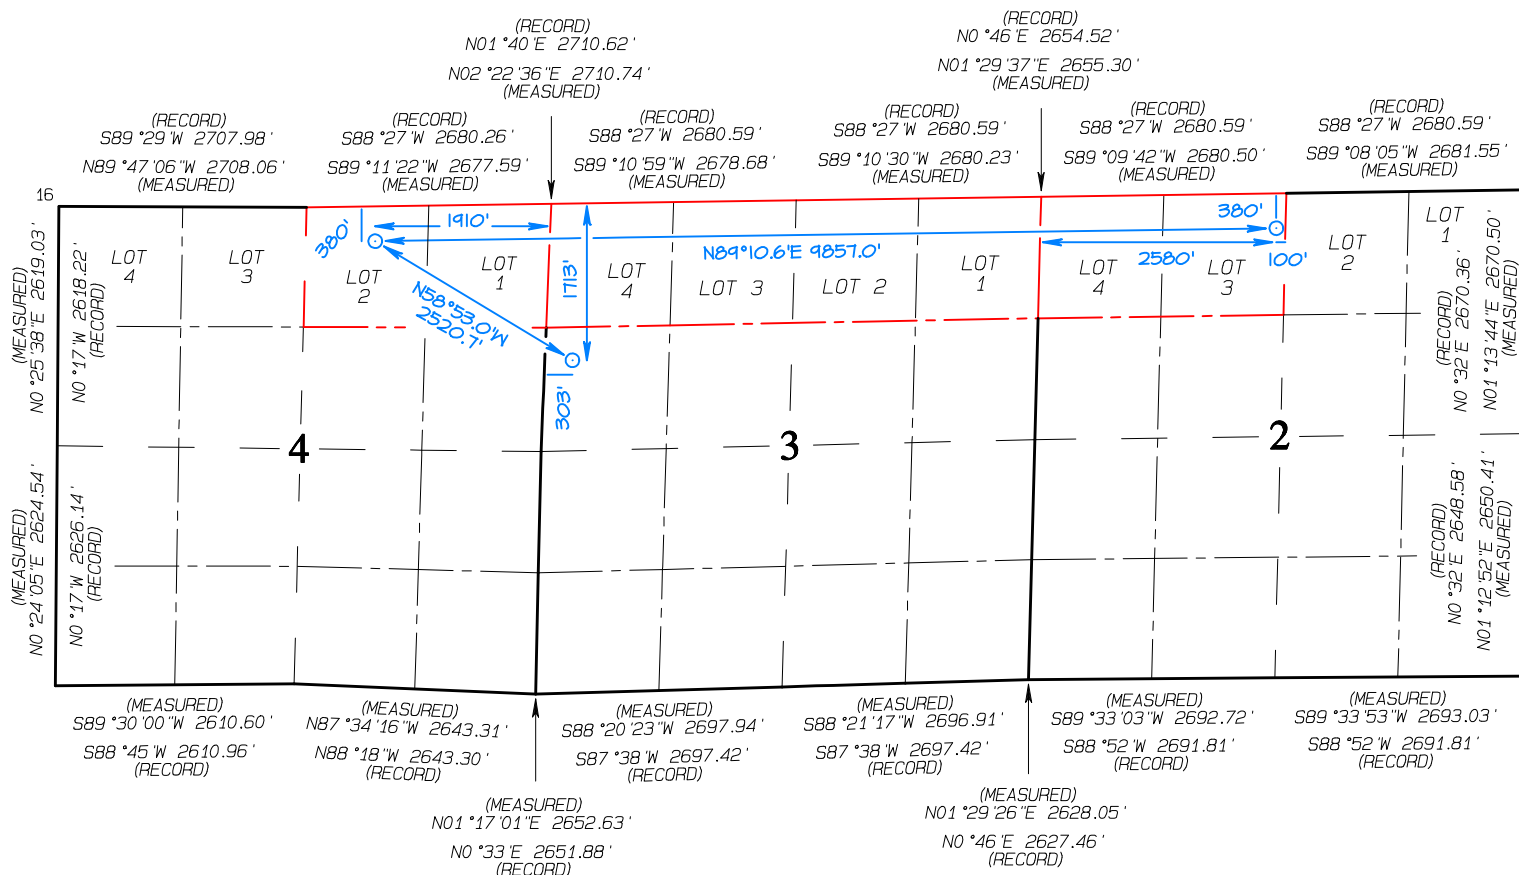 (RECORD)
N01°40'E 2710.62'
N02°22'36"E 2710.74'
(MEASURED)
(RECORD)
N0°46'E 2654.52'
N01°29'37"E 2655.30'
(MEASURED)
(RECORD)
S89°29'W 2707.98'
N89°47'06"W 2708.06'
(MEASURED)
(RECORD)
S88°27'W 2680.26'
S89°11'22"W 2677.59'
(MEASURED)
(RECORD)
S88°27'W 2680.59'
S89°10'59"W 2678.68'
(MEASURED)
(RECORD)
S88°27'W 2680.59'
S89°10'30"W 2680.23'
(MEASURED)
(RECORD)
S88°27'W 2680.59'
S89°09'42"W 2680.50'
(MEASURED)
(RECORD)
S88°27'W 2680.59'
S89°08'05"W 2681.55'
(MEASURED)
16
(MEASURED)
N0°25'38"E 2619.03'
N0°17'W 2618.22'
(RECORD)
LOT
4
LOT
3
380'
LOT
2
1910'
LOT
1
1713'
LOT
4
N89°10.6'E 9857.0'
LOT 3
LOT 2
LOT
1
380'
2580'
100'
LOT
4
LOT
3
LOT
2
LOT
1
(RECORD)
N0°32'E 2670.36'
N01°13'44"E 2670.50'
(MEASURED)
N58°53.0'W
2520.7'
303'
4
3
2
(MEASURED)
N0°24'05"E 2624.54'
N0°17'W 2626.14'
(RECORD)
(RECORD)
N0°32'E 2648.58'
N01°12'52"E 2650.41'
(MEASURED)
(MEASURED)
S89°30'00"W 2610.60'
S88°45'W 2610.96'
(RECORD)
(MEASURED)
N87°34'16"W 2643.31'
N88°18'W 2643.30'
(RECORD)
(MEASURED)
S88°20'23"W 2697.94'
S87°38'W 2697.42'
(RECORD)
(MEASURED)
S88°21'17"W 2696.91'
S87°38'W 2697.42'
(RECORD)
(MEASURED)
S89°33'03"W 2692.72'
S88°52'W 2691.81'
(RECORD)
(MEASURED)
S89°33'53"W 2693.03'
S88°52'W 2691.81'
(RECORD)
(MEASURED)
N01°17'01"E 2652.63'
N0°33'E 2651.88'
(RECORD)
(MEASURED)
N01°29'26"E 2628.05'
N0°46'E 2627.46'
(RECORD)